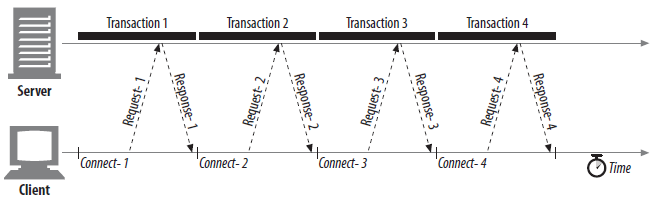 Transaction 1
Transaction 2
Transaction 3
Transaction 4
Server
Request- 1
Response- 1
Request- 2
Response- 2
Request- 3
Response- 3
Request- 4
Response- 4
Connect- 1
Connect- 2
Connect- 3
Connect- 4
Time
Client